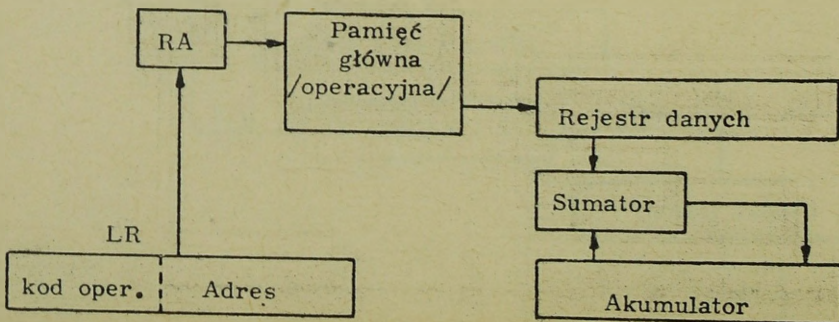 RA
Pamięć
główna
/operacyjna/
Rejestr danych
Sumator
LR
kod oper. Adres
Akumulator